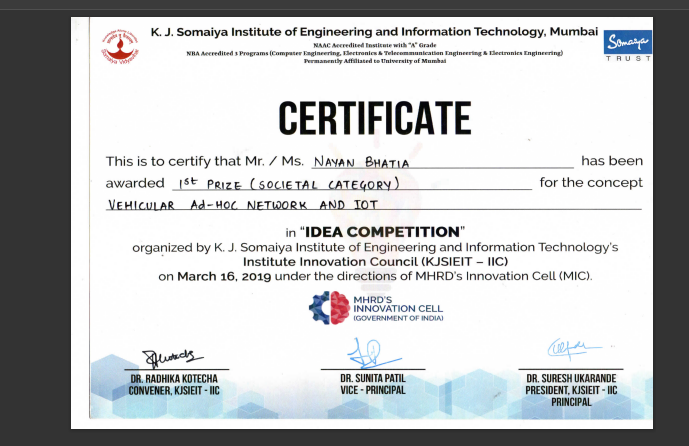 K. J. Somaiya Institute of Engineering and Information Technology, Mumbai
NAAC Accredited Institute with "A" Grade
NBA Accredited 3 Programs (Computer Engineering, Electronics & Telecommunication Engineering & Electronics Engineering)
Permanently Affiliated to University of Mumbai
Somaiya Vidyavihar
Somaiya
TRUST
CERTIFICATE
This is to certify that Mr. / Ms. NAYAN BHATIA has been
awarded 1st PRIZE (SOCIETAL CATEGORY) for the concept
VEHICULAR Ad-HOC NETWORK AND IOT
in "IDEA COMPETITION"
organized by K. J. Somaiya Institute of Engineering and Information Technology's
Institute Innovation Council (KJSIEIT – IIC)
on March 16, 2019 under the directions of MHRD's Innovation Cell (MIC).
MHRD'S
INNOVATION CELL
(GOVERNMENT OF INDIA)
DR. RADHIKA KOTECHA
CONVENER, KJSIEIT - IIC
DR. SUNITA PATIL
VICE - PRINCIPAL
DR. SURESH UKARANDE
PRESIDENT, KJSIEIT - IIC
PRINCIPAL